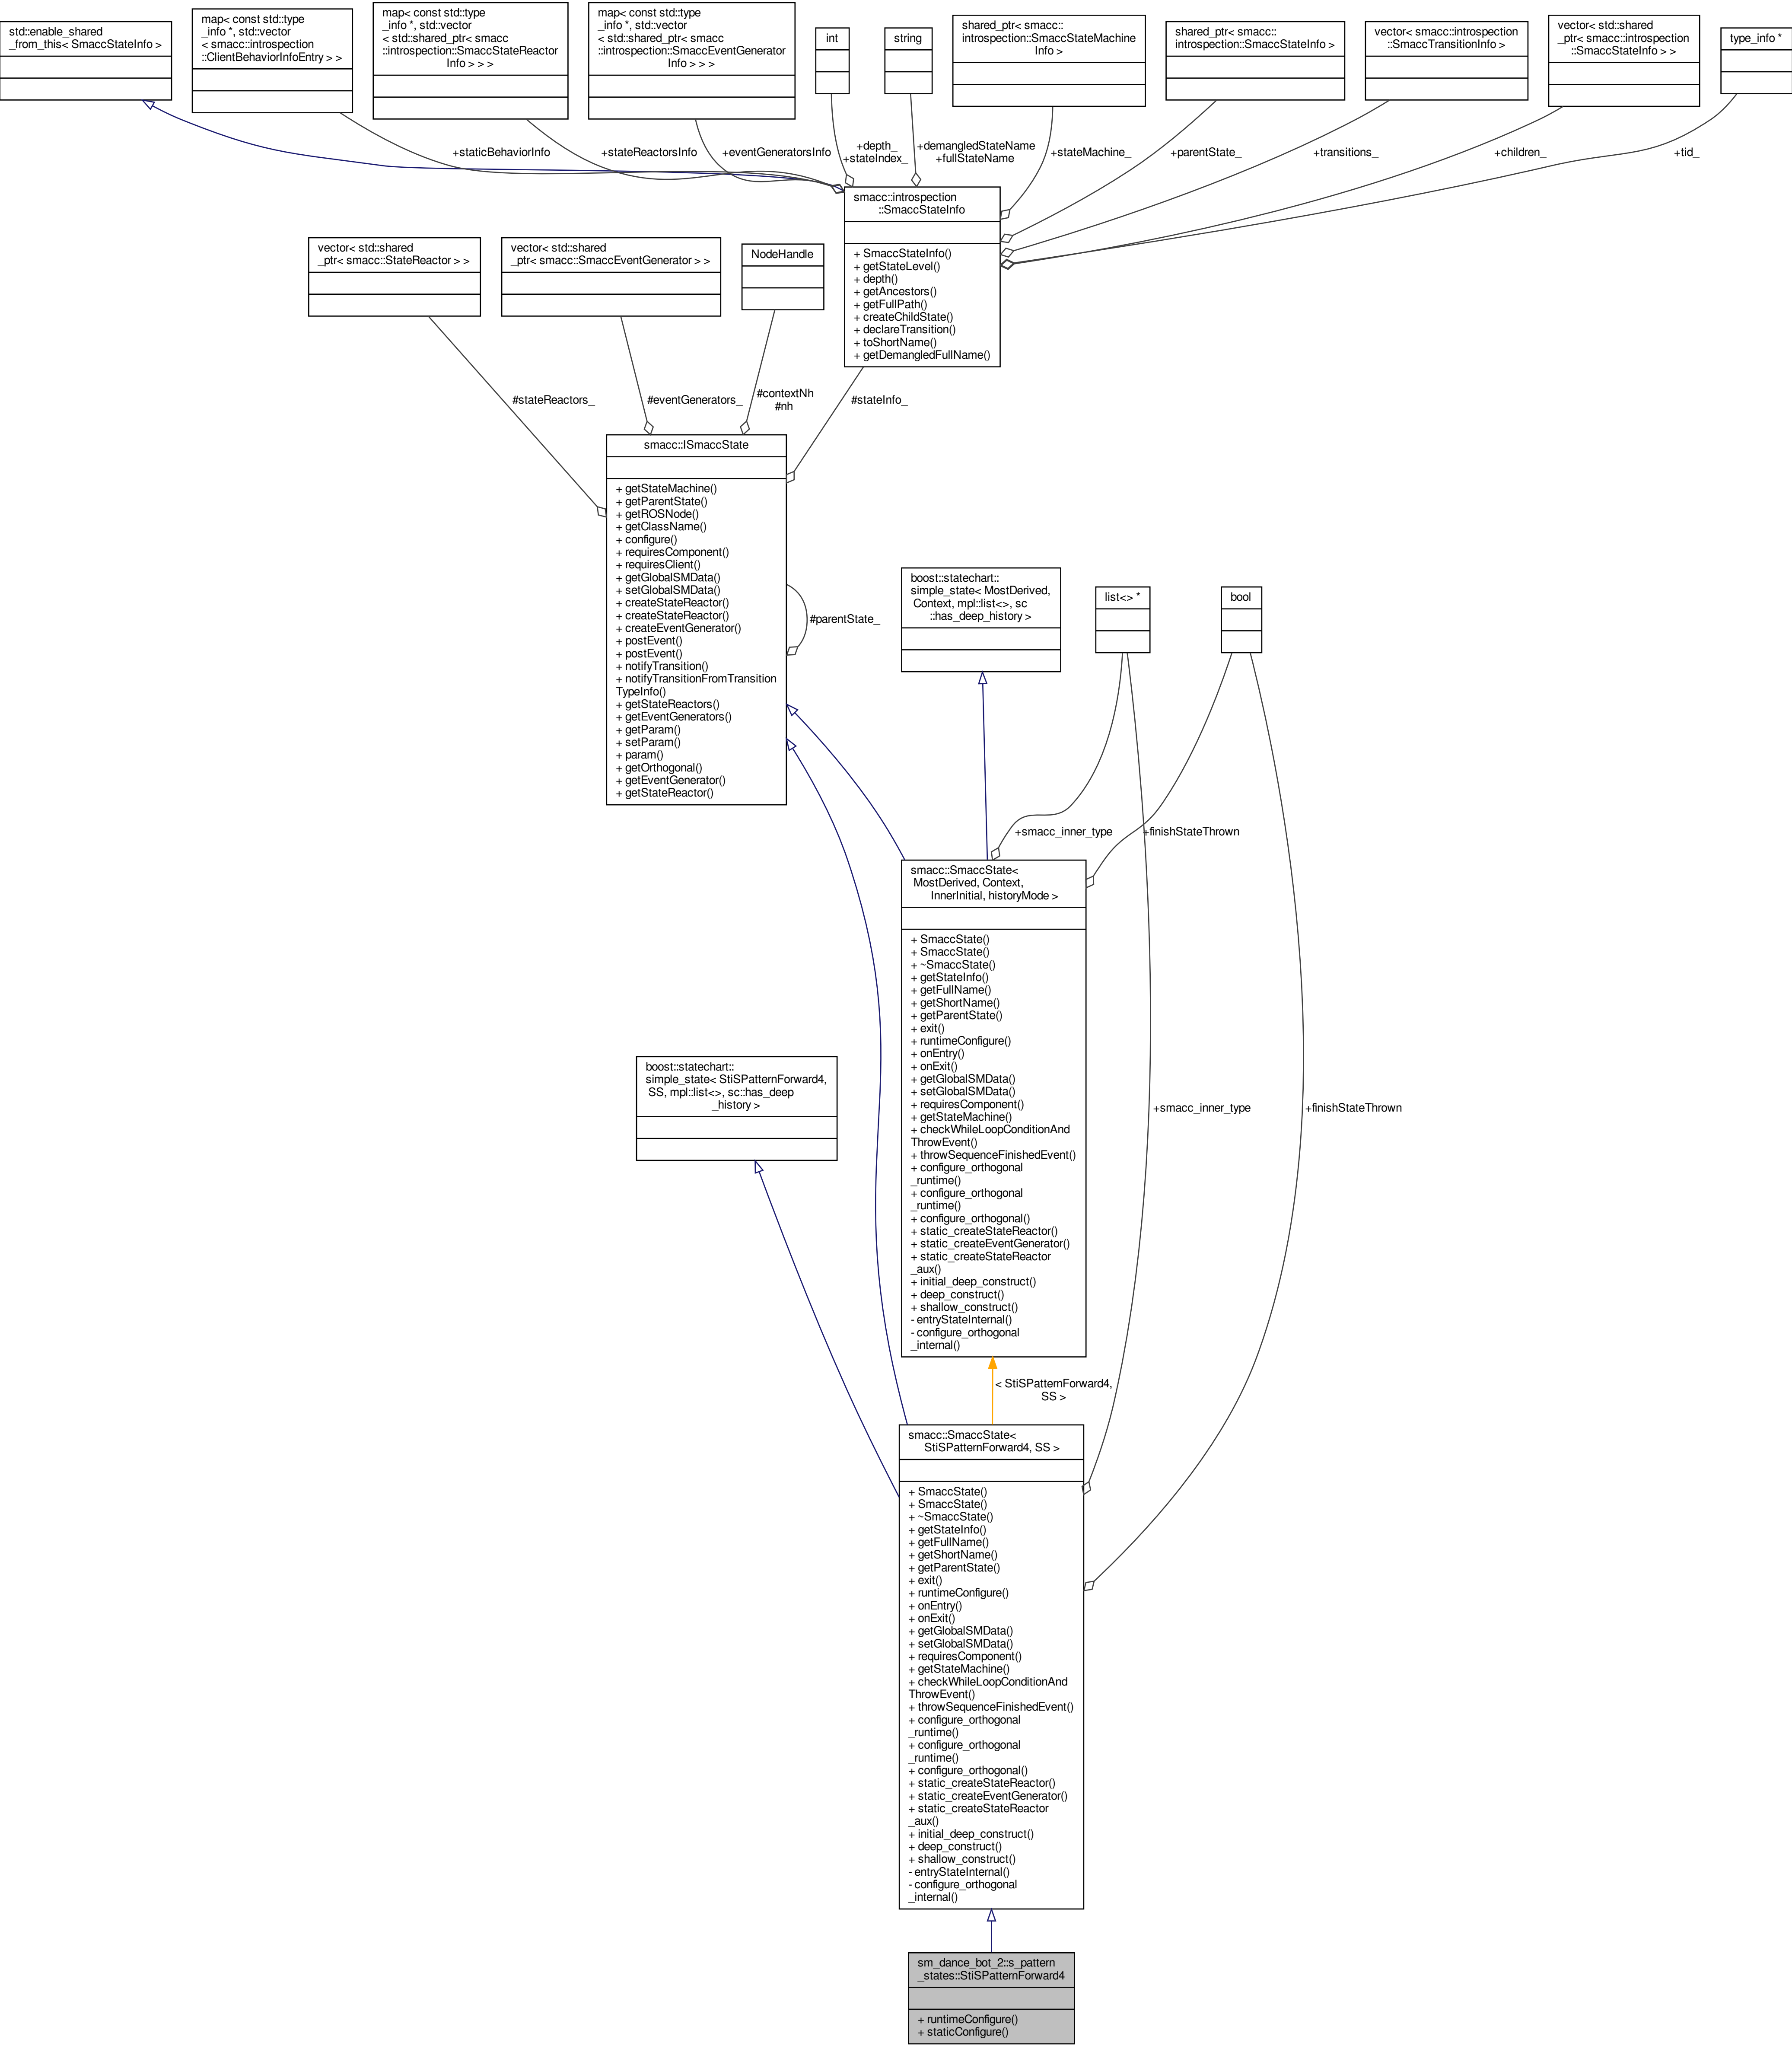 std::enable_shared
_from_this< SmaccStateInfo >
map< const std::type
_info *, std::vector
< smacc::introspection
::ClientBehaviorInfoEntry > >
map< const std::type
_info *, std::vector
< std::shared_ptr< smacc
::introspection::SmaccStateReactor
Info > > >
map< const std::type
_info *, std::vector
< std::shared_ptr< smacc
::introspection::SmaccEventGenerator
Info > > >
int
string
shared_ptr< smacc::
introspection::SmaccStateMachine
Info >
shared_ptr< smacc::
introspection::SmaccStateInfo >
vector< smacc::introspection
::SmaccTransitionInfo >
vector< std::shared
_ptr< smacc::introspection
::SmaccStateInfo > >
type_info *
+staticBehaviorInfo
+stateReactorsInfo
+eventGeneratorsInfo
+depth_
+stateIndex_
+demangledStateName
+fullStateName
+stateMachine_
+parentState_
+transitions_
+children_
+tid_
smacc::introspection
::SmaccStateInfo
+ SmaccStateInfo()
+ getStateLevel()
+ depth()
+ getAncestors()
+ getFullPath()
+ createChildState()
+ declareTransition()
+ toShortName()
+ getDemangledFullName()
vector< std::shared
_ptr< smacc::StateReactor > >
vector< std::shared
_ptr< smacc::SmaccEventGenerator > >
NodeHandle
#stateReactors_
#eventGenerators_
#contextNh
#nh
#stateInfo_
smacc::ISmaccState
+ getStateMachine()
+ getParentState()
+ getROSNode()
+ getClassName()
+ configure()
+ requiresComponent()
+ requiresClient()
+ getGlobalSMData()
+ setGlobalSMData()
+ createStateReactor()
+ createStateReactor()
+ createEventGenerator()
+ postEvent()
+ postEvent()
+ notifyTransition()
+ notifyTransitionFromTransition
TypeInfo()
+ getStateReactors()
+ getEventGenerators()
+ getParam()
+ setParam()
+ param()
+ getOrthogonal()
+ getEventGenerator()
+ getStateReactor()
#parentState_
boost::statechart::
simple_state< MostDerived,
Context, mpl::list<>, sc
::has_deep_history >
list<> *
bool
+smacc_inner_type
+finishStateThrown
smacc::SmaccState<
MostDerived, Context,
InnerInitial, historyMode >
+ SmaccState()
+ SmaccState()
+ ~SmaccState()
+ getStateInfo()
+ getFullName()
+ getShortName()
+ getParentState()
+ exit()
+ runtimeConfigure()
+ onEntry()
+ onExit()
+ getGlobalSMData()
+ setGlobalSMData()
+ requiresComponent()
+ getStateMachine()
+ checkWhileLoopConditionAnd
ThrowEvent()
+ throwSequenceFinishedEvent()
+ configure_orthogonal
_runtime()
+ configure_orthogonal
_runtime()
+ configure_orthogonal()
+ static_createStateReactor()
+ static_createEventGenerator()
+ static_createStateReactor
_aux()
+ initial_deep_construct()
+ deep_construct()
+ shallow_construct()
- entryStateInternal()
- configure_orthogonal
_internal()
boost::statechart::
simple_state< StiSPatternForward4,
SS, mpl::list<>, sc::has_deep
_history >
+smacc_inner_type
+finishStateThrown
< StiSPatternForward4,
SS >
smacc::SmaccState<
StiSPatternForward4, SS >
+ SmaccState()
+ SmaccState()
+ ~SmaccState()
+ getStateInfo()
+ getFullName()
+ getShortName()
+ getParentState()
+ exit()
+ runtimeConfigure()
+ onEntry()
+ onExit()
+ getGlobalSMData()
+ setGlobalSMData()
+ requiresComponent()
+ getStateMachine()
+ checkWhileLoopConditionAnd
ThrowEvent()
+ throwSequenceFinishedEvent()
+ configure_orthogonal
_runtime()
+ configure_orthogonal
_runtime()
+ configure_orthogonal()
+ static_createStateReactor()
+ static_createEventGenerator()
+ static_createStateReactor
_aux()
+ initial_deep_construct()
+ deep_construct()
+ shallow_construct()
- entryStateInternal()
- configure_orthogonal
_internal()
sm_dance_bot_2::s_pattern
_states::StiSPatternForward4
+ runtimeConfigure()
+ staticConfigure()